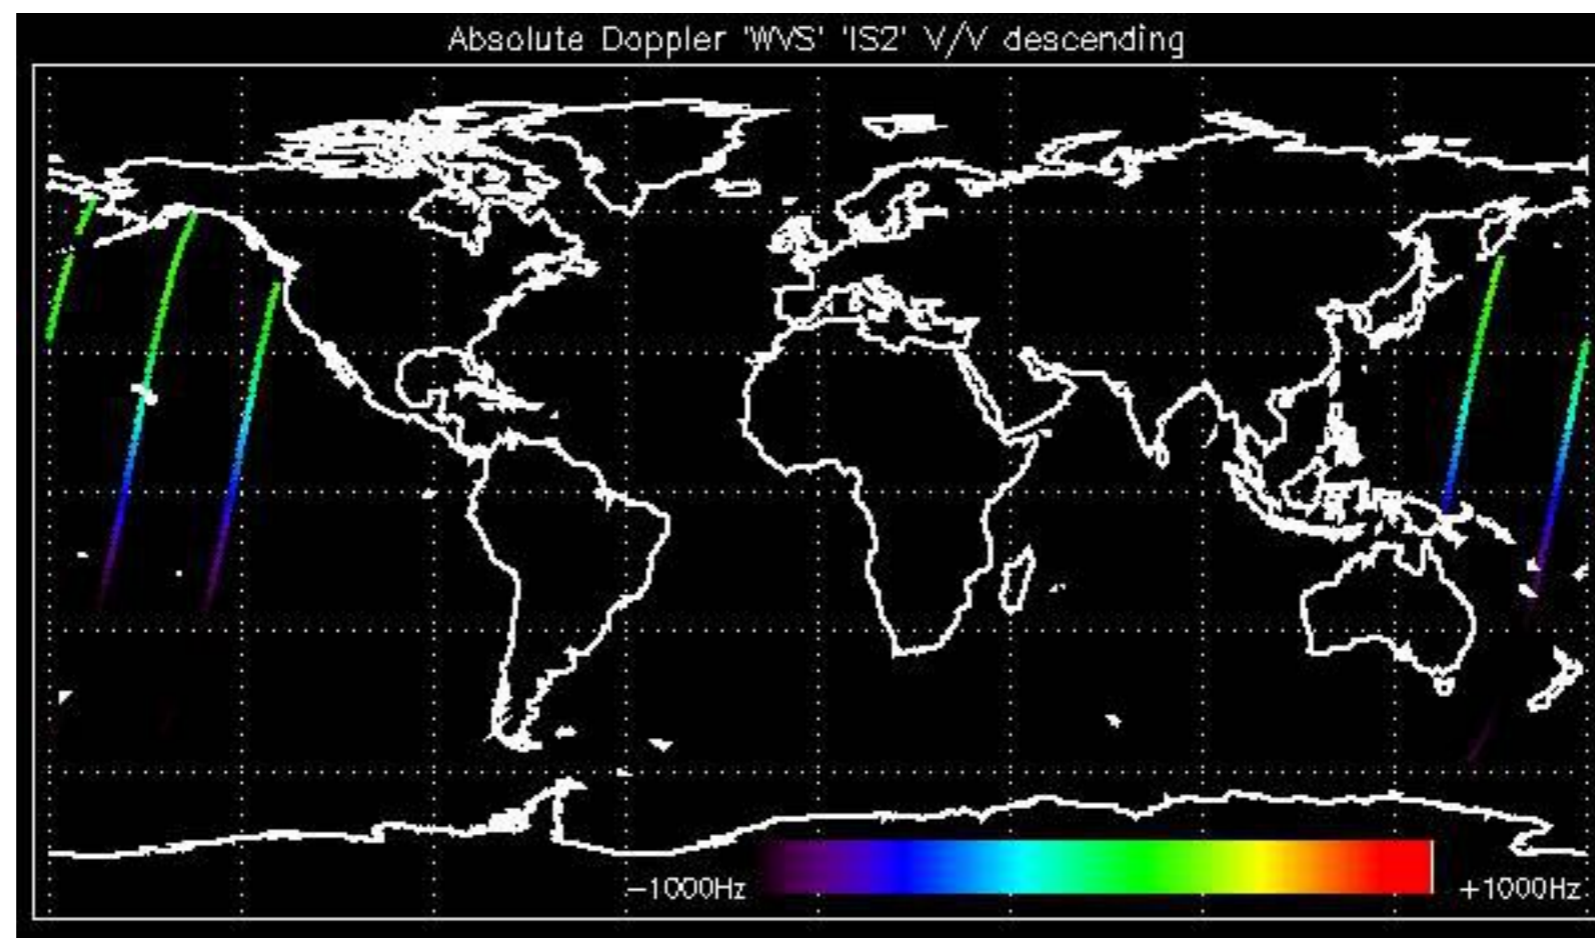 Absolute Doppler 'WVS' 'IS2' V/V descending
-1000Hz +1000Hz